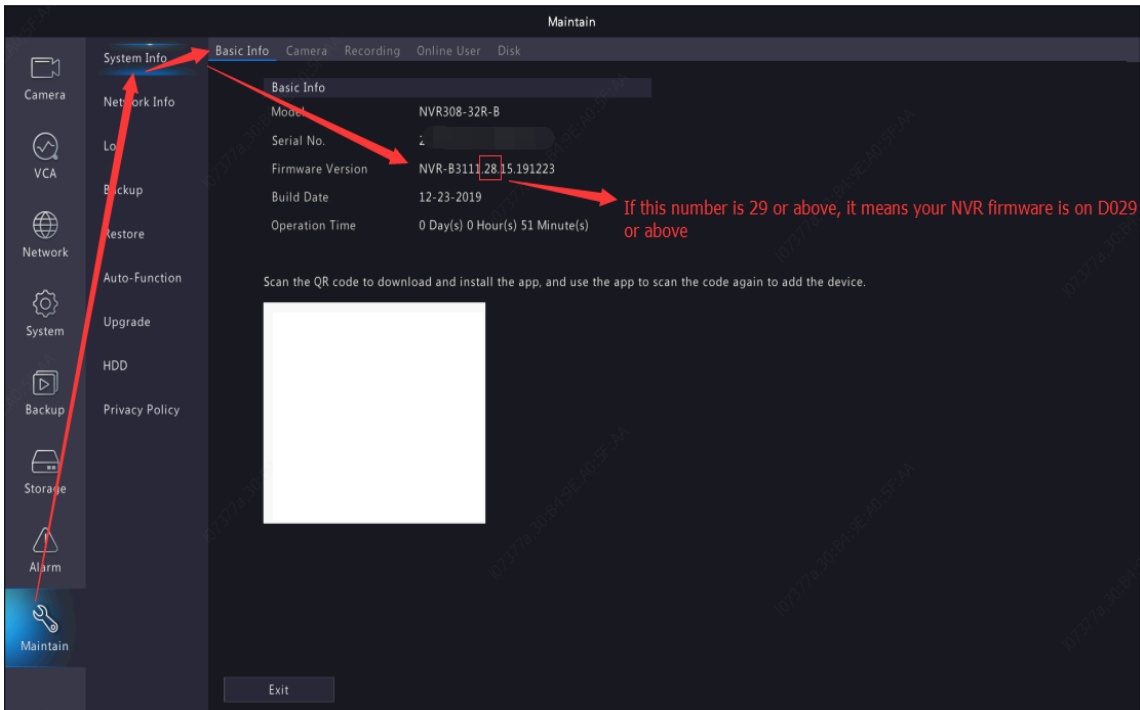 Maintain
Camera
VCA
Network
System
Backup
Storage
Alarm
Maintain
System Info
Network Info
Backup
Restore
Auto-Function
Upgrade
HDD
Privacy Policy
Basic Info Camera Recording Online User Disk
Basic Info
Model NVR308-32R-B
Serial No.
Firmware Version NVR-B3111.28.15.191223
Build Date 12-23-2019
Operation Time 0 Day(s) 0 Hour(s) 51 Minute(s)
If this number is 29 or above, it means your NVR firmware is on D029
or above
Scan the QR code to download and install the app, and use the app to scan the code again to add the device.
Exit